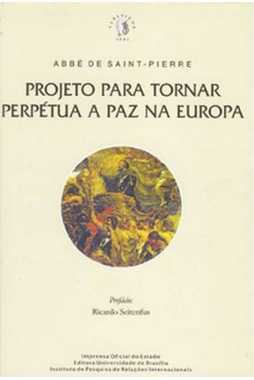 ABBÉ DE SAINT-PIERRE
PROJETO PARA TORNAR
PERPÉTUA A PAZ NA EUROPA
Prefácio:
Ricardo Seitenfus
Imprensa Oficial do Estado
Editora Universidade de Brasília
Instituto de Pesquisa de Relações Internacionais